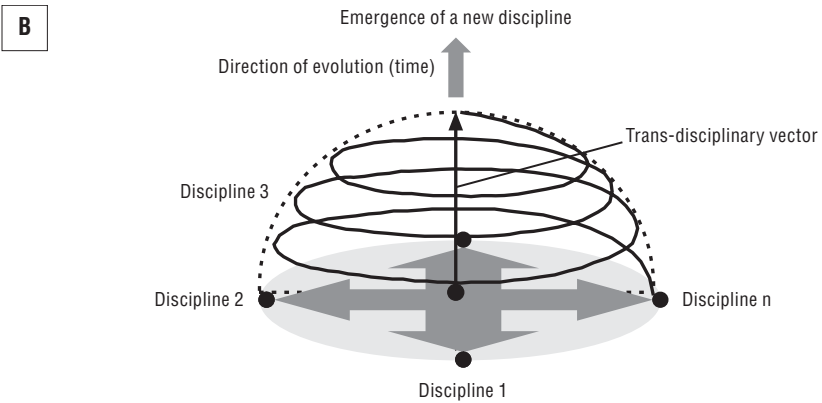 B
Emergence of a new discipline
Direction of evolution (time)
Trans-disciplinary vector
Discipline 3
Discipline 2
Discipline n
Discipline 1